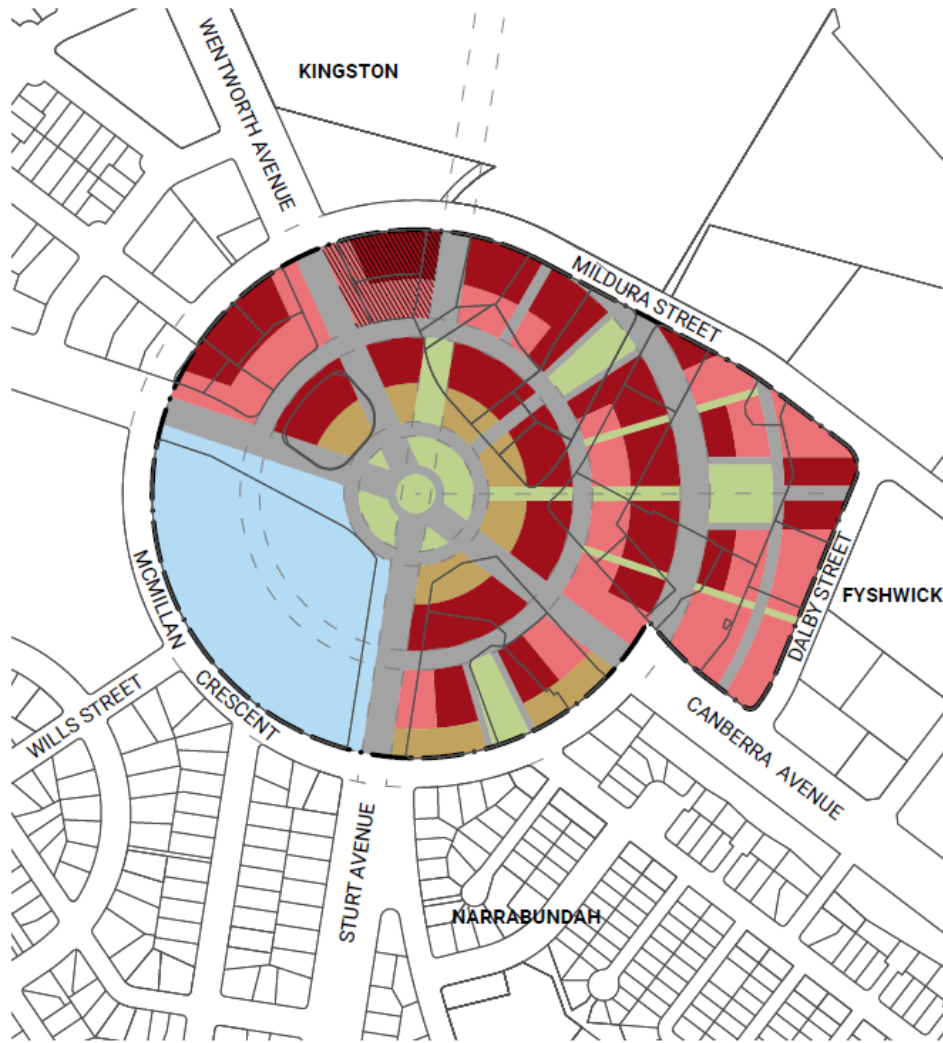 WENTWORTH AVENUE
KINGSTON
MILDURA STREET
DALBY STREET
FYSHWICK
MCMILLAN
CRESCENT
WILLS STREET
CANBERRA AVENUE
STURT AVENUE
NARRABUNDAH